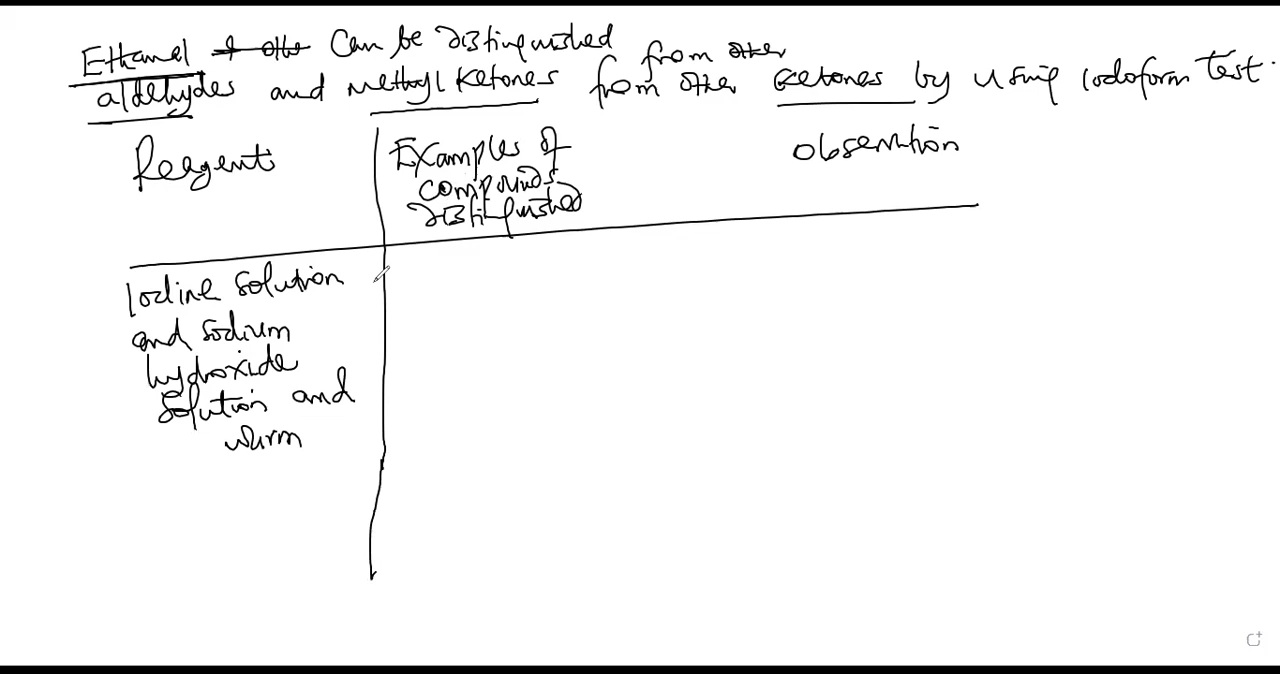 Ethanal can be distinguished from other
aldehydes and methyl ketones from other ketones by using iodoform test.
Reagent
Examples of
compounds
distinguished
observation
Iodine solution
and sodium
hydroxide
solution and
warm